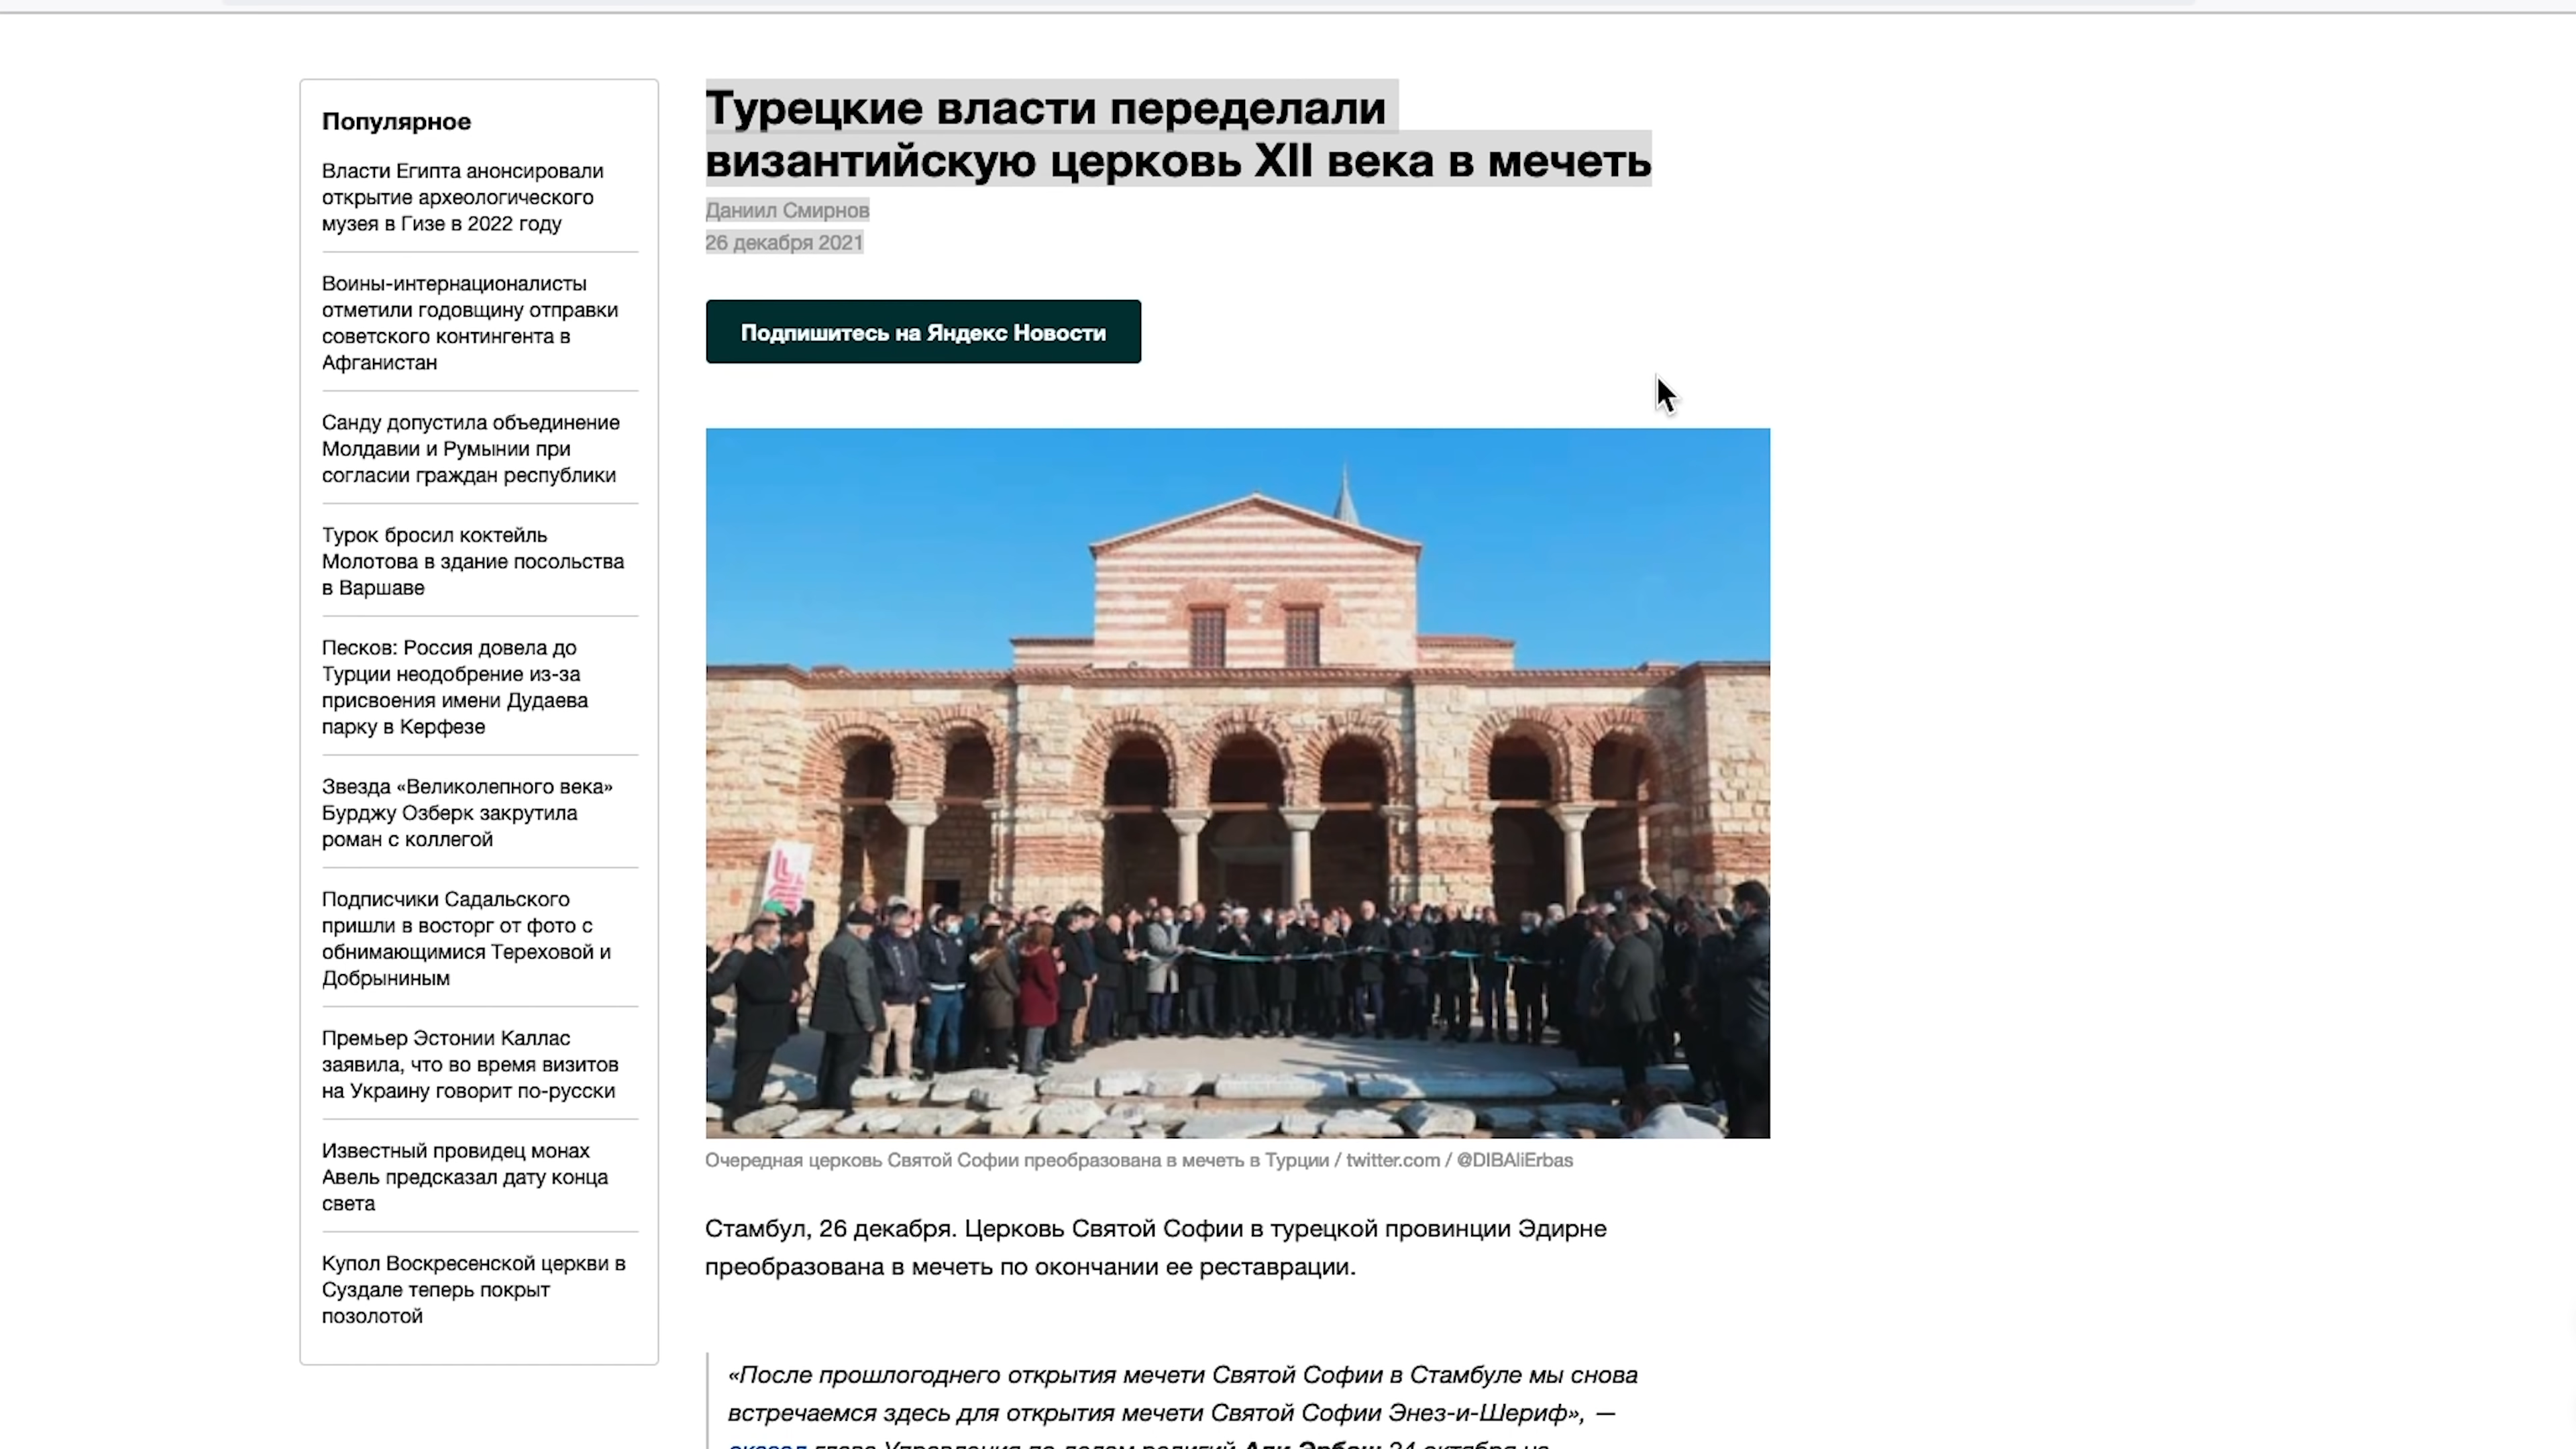 Популярное
Власти Египта анонсировали
открытие археологического
музея в Гизе в 2022 году
Воины-интернационалисты
отметили годовщину отправки
советского контингента в
Афганистан
Санду допустила объединение
Молдавии и Румынии при
согласии граждан республики
Турок бросил коктейль
Молотова в здание посольства
в Варшаве
Песков: Россия довела до
Турции неодобрение из-за
присвоения имени Дудаева
парку в Керфезе
Звезда «Великолепного века»
Бурджу Озберк закрутила
роман с коллегой
Подписчики Садальского
пришли в восторг от фото с
обнимающимися Тереховой и
Добрыниным
Премьер Эстонии Каллас
заявила, что во время визитов
на Украину говорит по-русски
Известный провидец монах
Авель предсказал дату конца
света
Купол Воскресенской церкви в
Суздале теперь покрыт
позолотой
Турецкие власти переделали
византийскую церковь XII века в мечеть
Даниил Смирнов
26 декабря 2021
Подпишитесь на Яндекс Новости
Очередная церковь Святой Софии преобразована в мечеть в Турции / twitter.com / @DIBAliErbas
Стамбул, 26 декабря. Церковь Святой Софии в турецкой провинции Эдирне
преобразована в мечеть по окончании ее реставрации.
«После прошлогоднего открытия мечети Святой Софии в Стамбуле мы снова
встречаемся здесь для открытия мечети Святой Софии Энез-и-Шериф», —